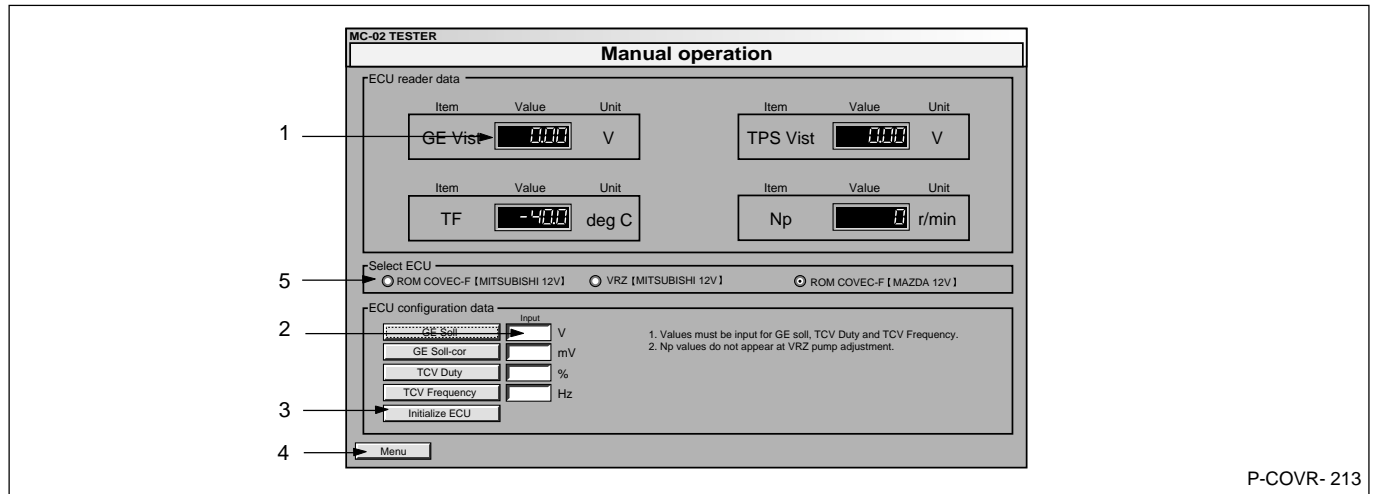 MC-02 TESTER
Manual operation
ECU reader data
Item Value Unit
GE Vist 0.00 V
Item Value Unit
TPS Vist 0.00 V
Item Value Unit
TF -40.0 deg C
Item Value Unit
Np 0 r/min
1
Select ECU
5
ROM COVEC-F【MITSUBISHI 12V】 VRZ【MITSUBISHI 12V】 ROM COVEC-F【MAZDA 12V】
ECU configuration data
Input
2
GE Soll V
GE Soll-cor mV
TCV Duty %
TCV Frequency Hz
3
Initialize ECU
1. Values must be input for GE soll, TCV Duty and TCV Frequency.
2. Np values do not appear at VRZ pump adjustment.
4
Menu
P-COVR- 213